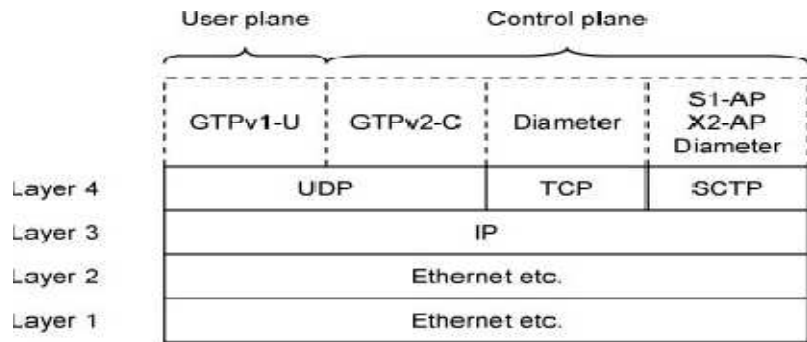 User plane Control plane
GTPv1-U GTPv2-C Diameter S1-AP
X2-AP
Diameter
Layer 4 UDP TCP SCTP
Layer 3 IP
Layer 2 Ethernet etc.
Layer 1 Ethernet etc.